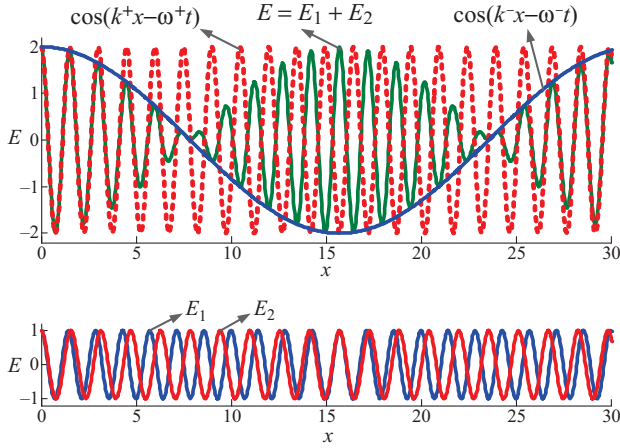 cos(k⁺x–ω⁺t)
E = E₁ + E₂
cos(k⁻x–ω⁻t)
2
1
E 0
−1
−2
0 5 10 15 20 25 30
x
E₁ E₂
1
E 0
−1
0 5 10 15 20 25 30
x